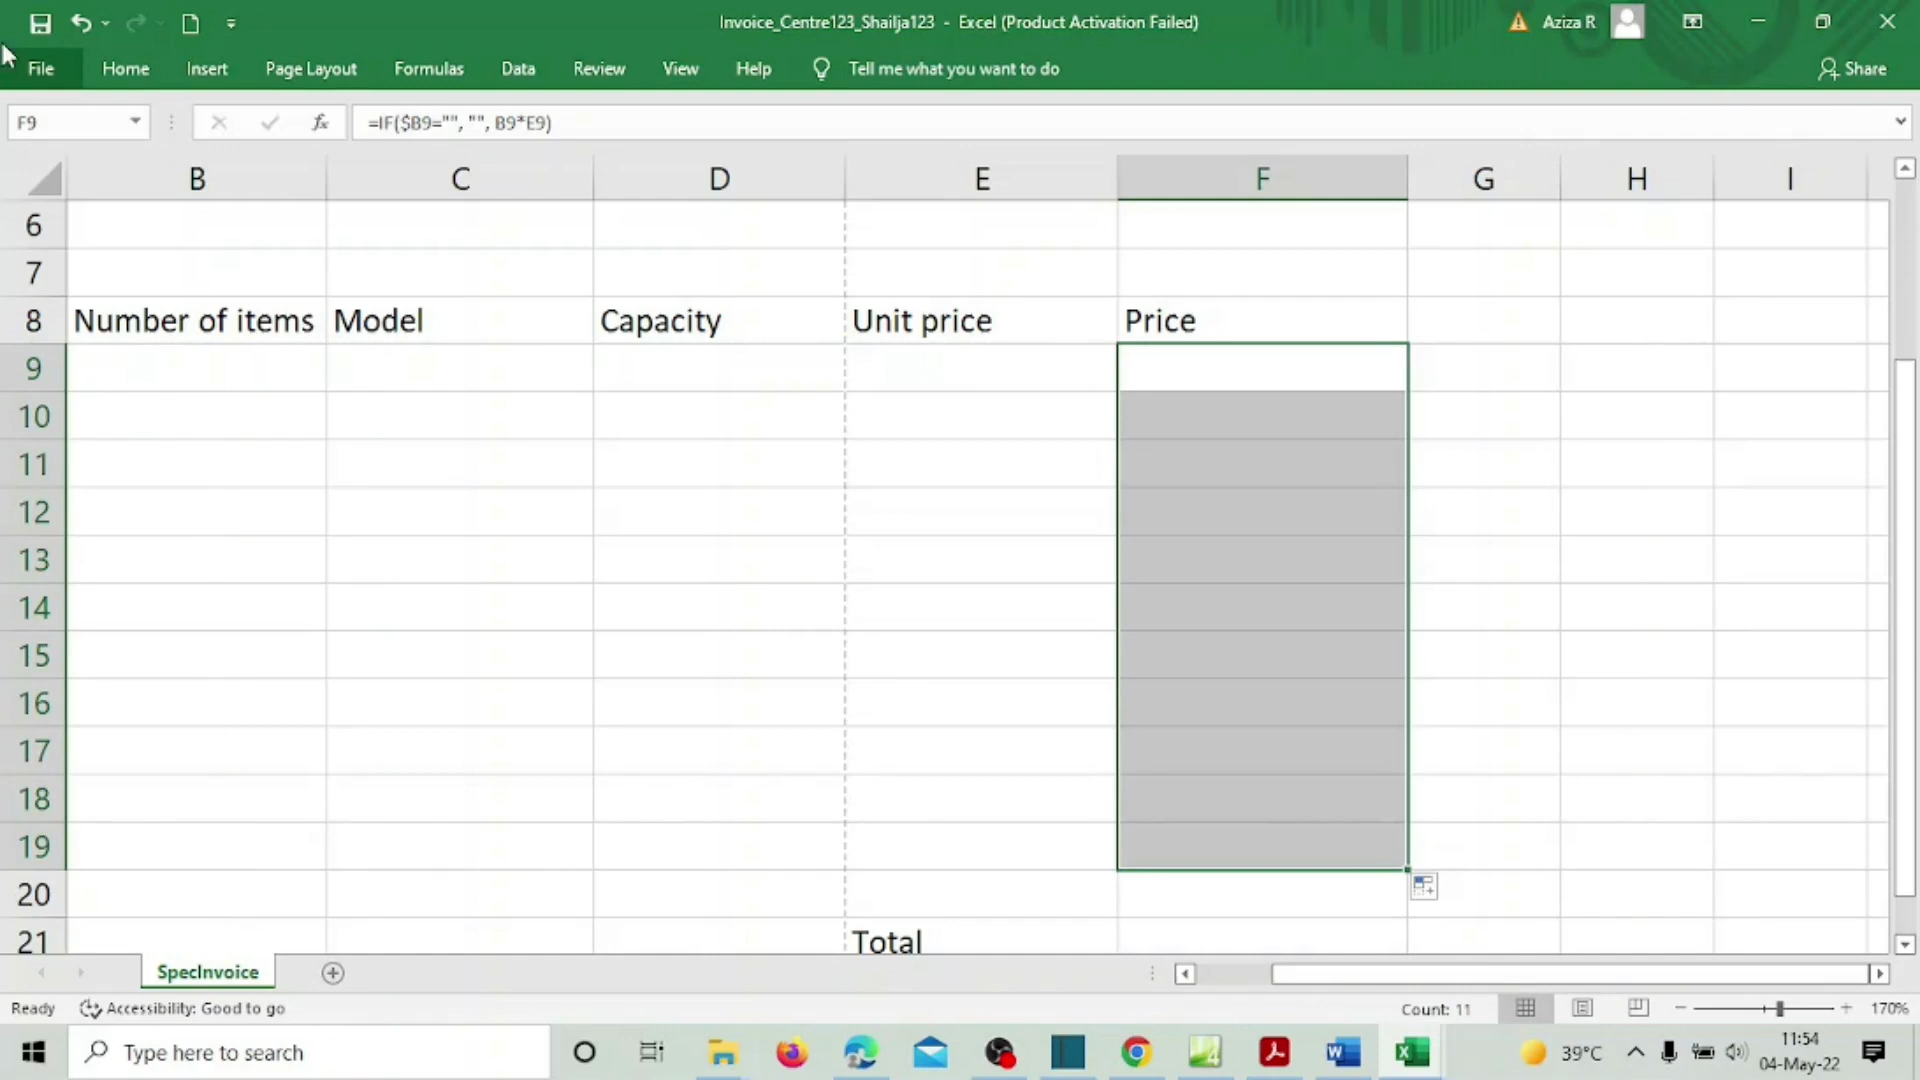 Invoice_Centre123_Shailja123 - Excel (Product Activation Failed)
Aziza R
File Home Insert Page Layout Formulas Data Review View Help Tell me what you want to do Share
F9 fx =IF($B9="", "", B9*E9)
B C D E F G H I
6
7
8 Number of items Model Capacity Unit price Price
9
10
11
12
13
14
15
16
17
18
19
20
21 Total
SpecInvoice
Ready Accessibility: Good to go Count: 11 170%
Type here to search 39°C 11:54
04-May-22